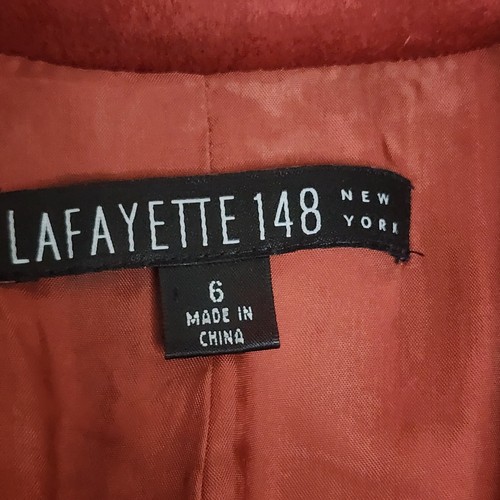 LAFAYETTE 148 NEW YORK
6
MADE IN
CHINA